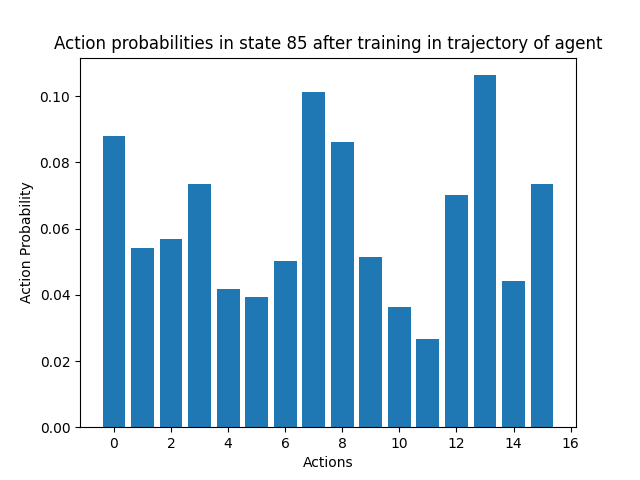 Action probabilities in state 85 after training in trajectory of agent
0.10
0.08
0.06
0.04
0.02
0.00
Action Probability
0 2 4 6 8 10 12 14 16
Actions